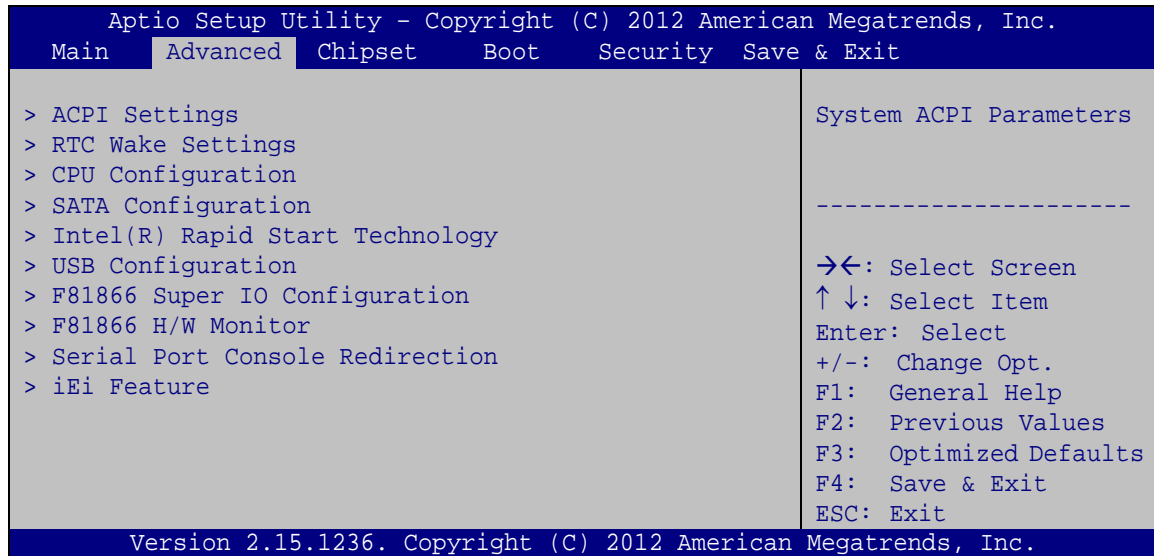 Aptio Setup Utility – Copyright (C) 2012 American Megatrends, Inc.
Main Advanced Chipset Boot Security Save & Exit
> ACPI Settings
> RTC Wake Settings
> CPU Configuration
> SATA Configuration
> Intel(R) Rapid Start Technology
> USB Configuration
> F81866 Super IO Configuration
> F81866 H/W Monitor
> Serial Port Console Redirection
> iEi Feature
System ACPI Parameters
----------------------
→←: Select Screen
↑ ↓: Select Item
Enter: Select
+/-: Change Opt.
F1: General Help
F2: Previous Values
F3: Optimized Defaults
F4: Save & Exit
ESC: Exit
Version 2.15.1236. Copyright (C) 2012 American Megatrends, Inc.